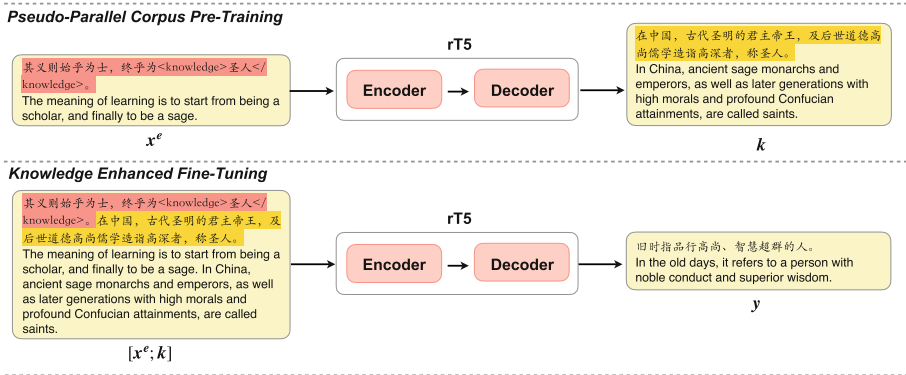 Pseudo-Parallel Corpus Pre-Training
其义则始乎为士，终乎为<knowledge>圣人</
knowledge>。
The meaning of learning is to start from being a
scholar, and finally to be a sage.
x^e
rT5
Encoder
Decoder
在中国，古代圣明的君主帝王，及后世道德高
尚儒学造诣高深者，称圣人。
In China, ancient sage monarchs and
emperors, as well as later generations with
high morals and profound Confucian
attainments, are called saints.
k
Knowledge Enhanced Fine-Tuning
其义则始乎为士，终乎为<knowledge>圣人</
knowledge>。在中国，古代圣明的君主帝王，及
后世道德高尚儒学造诣高深者，称圣人。
The meaning of learning is to start from being a
scholar, and finally to be a sage. In China,
ancient sage monarchs and emperors, as well
as later generations with high morals and
profound Confucian attainments, are called
saints.
[x^e; k]
rT5
Encoder
Decoder
旧时指品行高尚、智慧超群的人。
In the old days, it refers to a person with
noble conduct and superior wisdom.
y